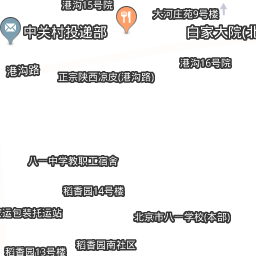 港沟15号院
大河庄苑9号楼
中关村投递部
白家大院(北
港沟路
港沟16号院
正宗陕西凉皮(港沟路)
八一中学教职工宿舍
稻香园14号楼
运包装托运站
北京市八一学校(本部)
稻香园南社区
稻香园13号楼